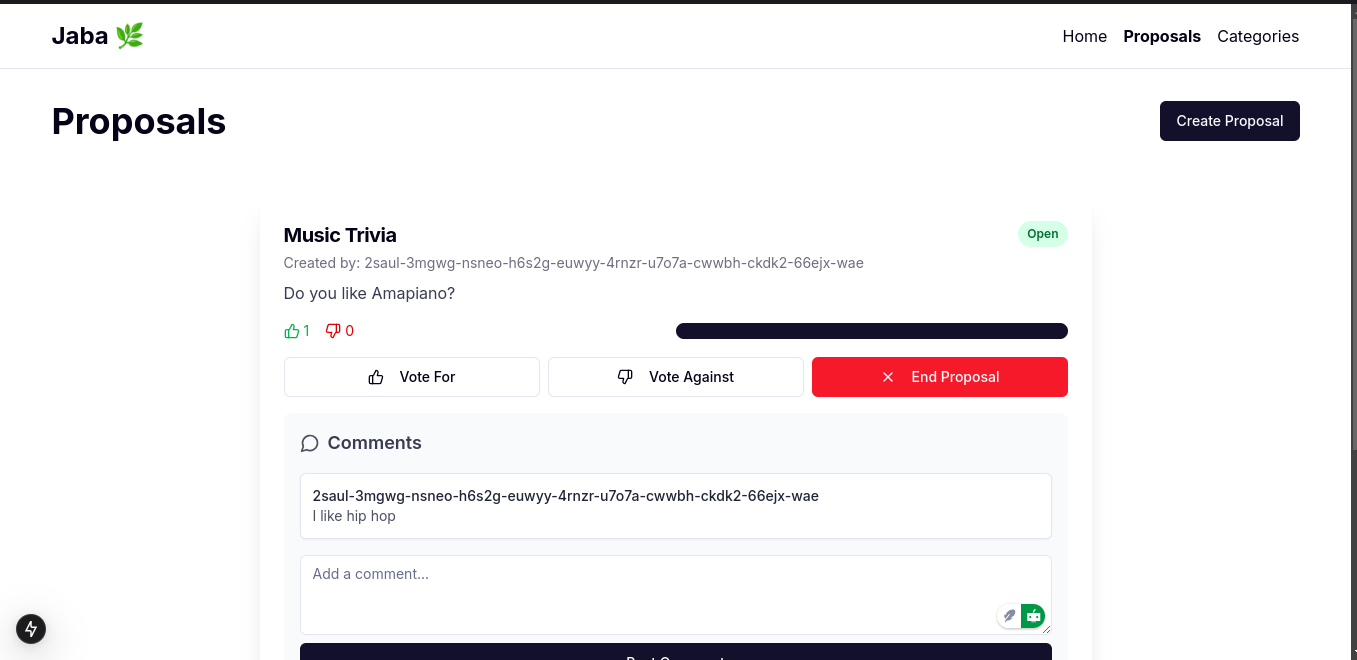 Jaba 🌿
Home Proposals Categories
Proposals
Create Proposal
Music Trivia
Open
Created by: 2saul-3mgwg-nsneo-h6s2g-euwyy-4rnzr-u7o7a-cwwbh-ckdk2-66ejx-wae
Do you like Amapiano?
1 0
Vote For Vote Against End Proposal
Comments
2saul-3mgwg-nsneo-h6s2g-euwyy-4rnzr-u7o7a-cwwbh-ckdk2-66ejx-wae
I like hip hop
Add a comment...
Post Comment